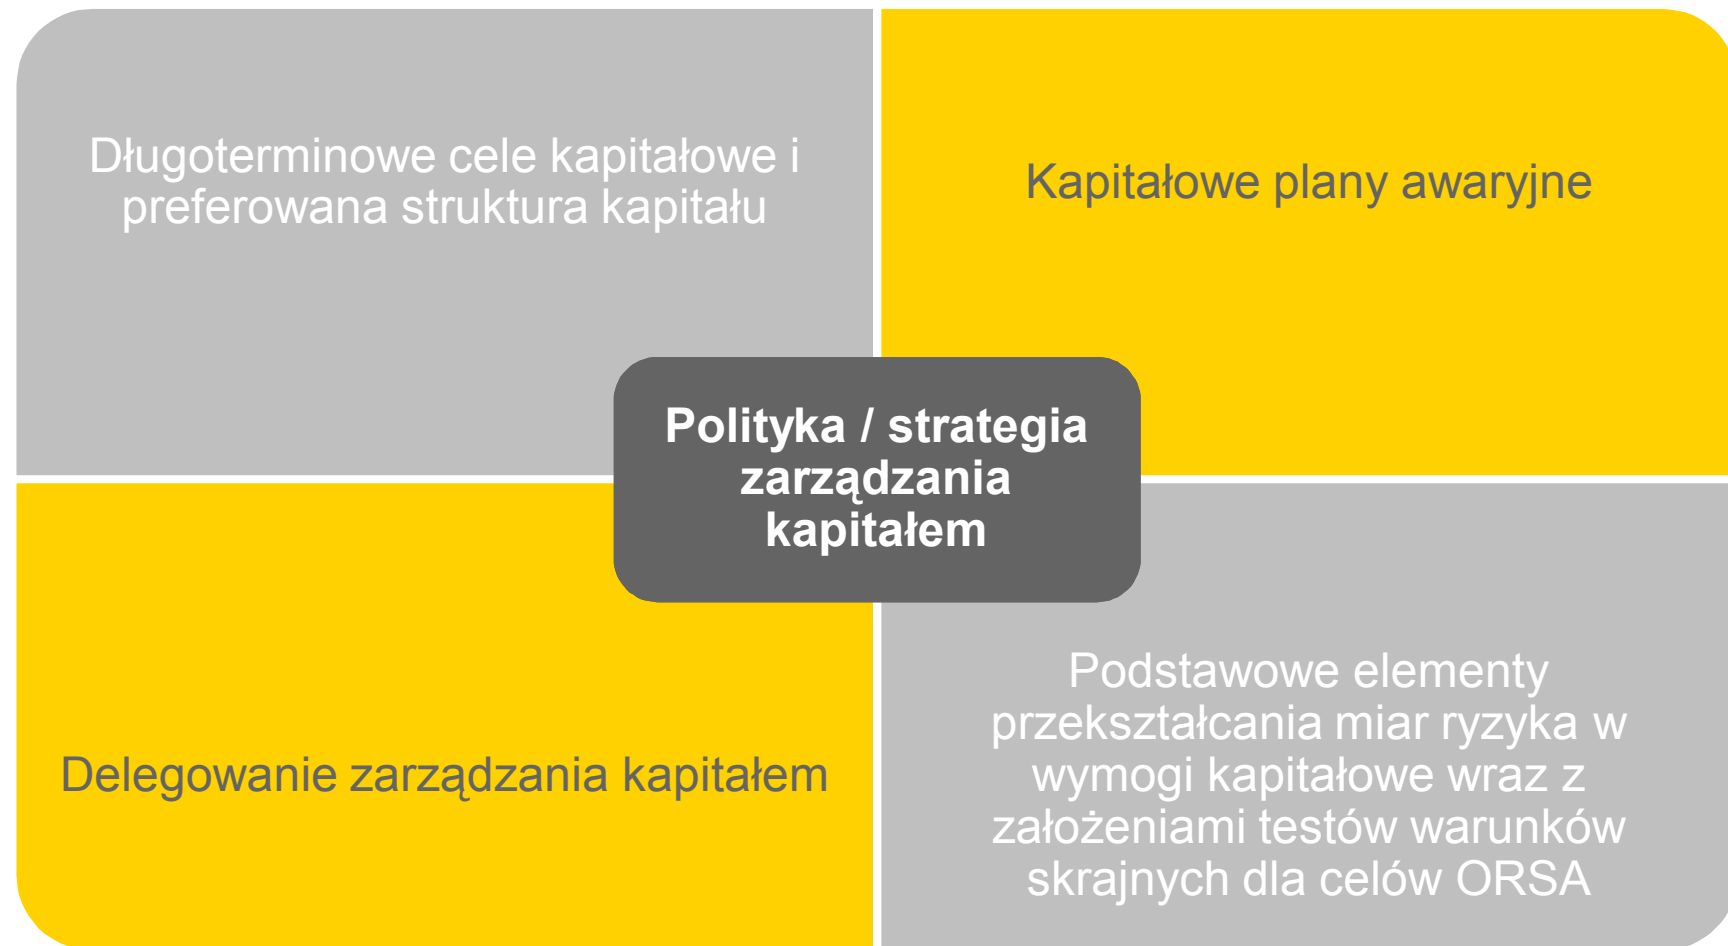 Długoterminowe cele kapitałowe i
preferowana struktura kapitału
Kapitałowe plany awaryjne
Polityka / strategia
zarządzania
kapitałem
Delegowanie zarządzania kapitałem
Podstawowe elementy
przekształcania miar ryzyka w
wymogi kapitałowe wraz z
założeniami testów warunków
skrajnych dla celów ORSA